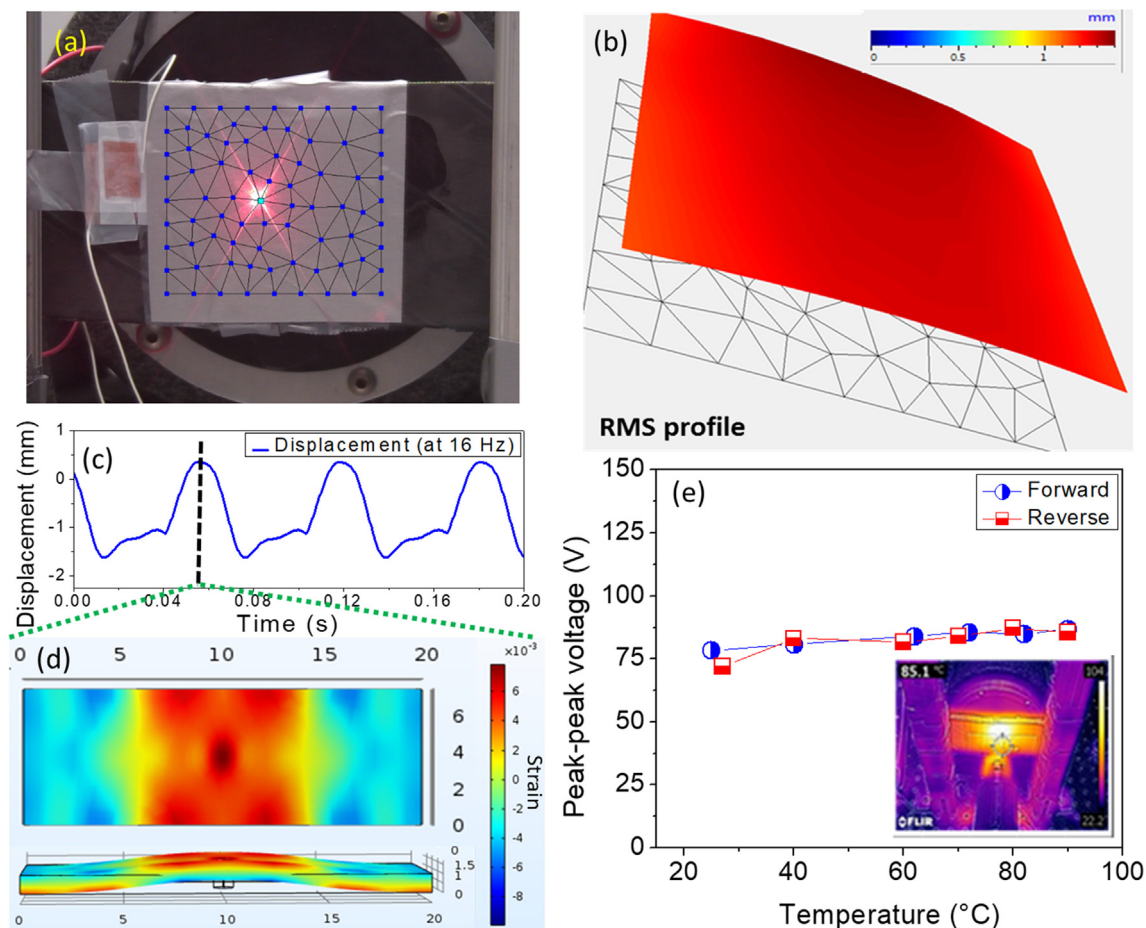 (a)
(b)
mm
0 0.5 1
RMS profile
(c)
Displacement (at 16 Hz)
Displacement (mm)
1
0
-1
-2
0.00 0.04 0.08 0.12 0.16 0.20
Time (s)
(d)
0 5 10 15 20
×10⁻³
6
4
2
0
6
4
2
0
-2
-4
-6
-8
Strain
0
1.5
1
0
0 5 10 15 20
(e)
Forward
Reverse
Peak-peak voltage (V)
150
125
100
75
50
25
0
85.1 °C
104
22.2
FLIR
20 40 60 80 100
Temperature (°C)